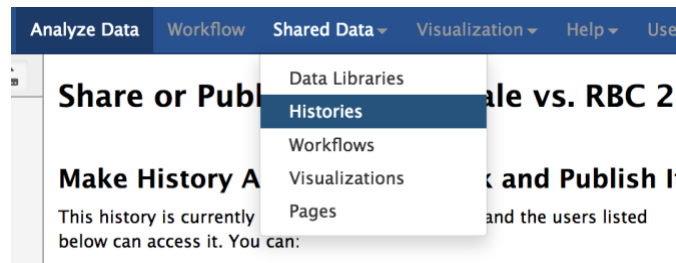 Analyze Data Workflow Shared Data Visualization Help Use
Data Libraries
Histories
Workflows
Visualizations
Pages
Share or Publ ale vs. RBC 2
Make History A and Publish I
This history is currently and the users listed
below can access it. You can: